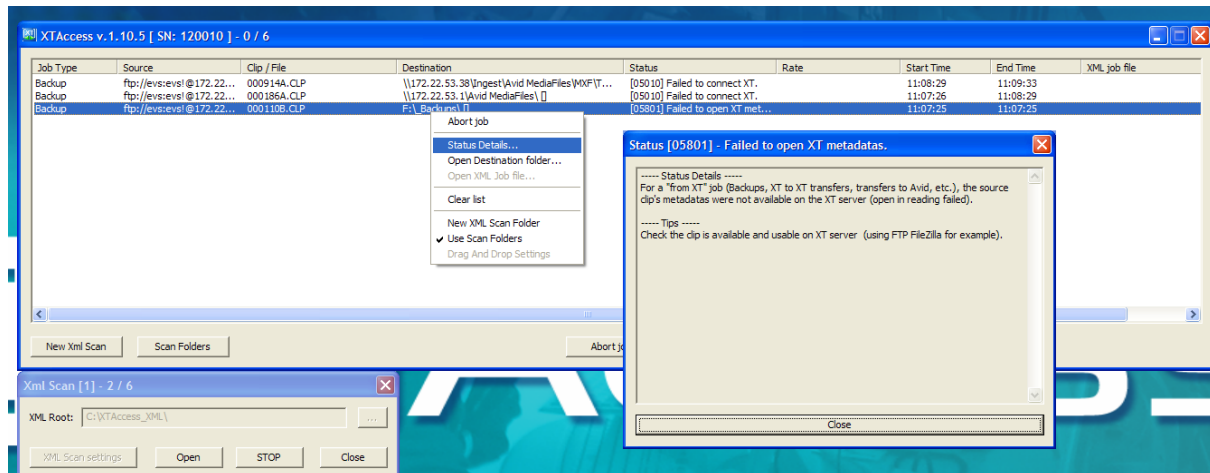 XTAccess v.1.10.5 [ SN: 120010 ] - 0 / 6
Job Type Source Clip / File Destination Status Rate Start Time End Time XML job file
Backup ftp://evs:evs!@172.22... 000914A.CLP \\172.22.53.38\Ingest\Avid MediaFiles\MXF\T... [05010] Failed to connect XT. 11:08:29 11:09:33
Backup ftp://evs:evs!@172.22... 000186A.CLP \\172.22.53.1\Avid MediaFiles\ [] [05010] Failed to connect XT. 11:07:26 11:08:29
Backup ftp://evs:evs!@172.22... 000110B.CLP F:\_Backups\ [] [05801] Failed to open XT met... 11:07:25 11:07:25
Abort job
Status Details...
Open Destination folder...
Open XML Job file...
Clear list
New XML Scan Folder
Use Scan Folders
Drag And Drop Settings
Status [05801] - Failed to open XT metadatas.
----- Status Details -----
For a "from XT" job (Backups, XT to XT transfers, transfers to Avid, etc.), the source
clip's metadatas were not available on the XT server (open in reading failed).
----- Tips -----
Check the clip is available and usable on XT server (using FTP FileZilla for example).
Close
New Xml Scan Scan Folders Abort
Xml Scan [1] - 2 / 6
XML Root: C:\XTAccess_XML\ ...
XML Scan settings Open STOP Close